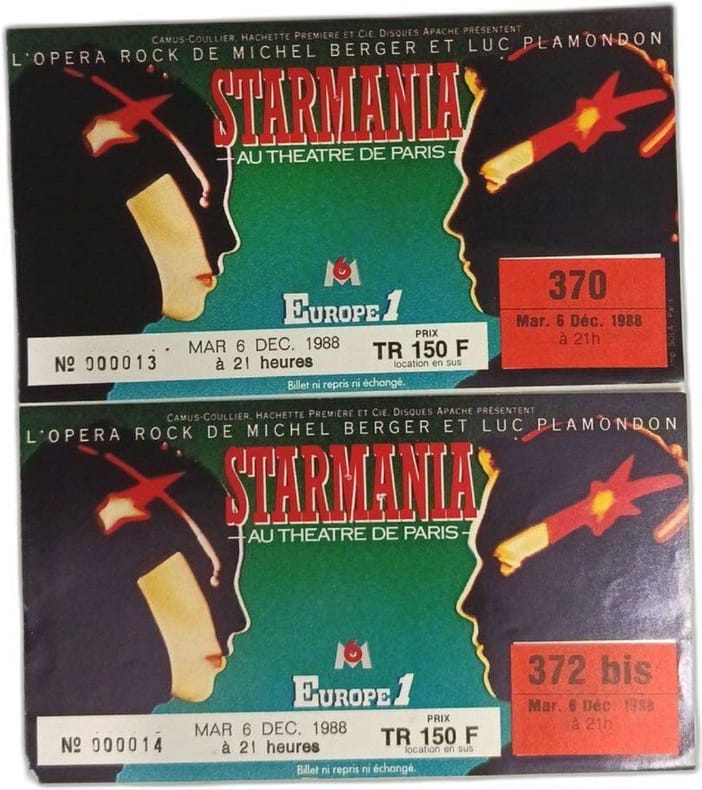 CAMUS-COULLIER, HACHETTE PREMIÈRE ET CIE, DISQUES APACHE PRÉSENTENT
L'OPERA ROCK DE MICHEL BERGER ET LUC PLAMONDON
STARMANIA
AU THEATRE DE PARIS
M6
EUROPE 1
370
Mar. 6 Déc. 1988
à 21h
Nº 000013
MAR 6 DEC. 1988
à 21 heures
PRIX
TR 150 F
location en sus
Billet ni repris ni échangé.
CAMUS-COULLIER, HACHETTE PREMIÈRE ET CIE, DISQUES APACHE PRÉSENTENT
L'OPERA ROCK DE MICHEL BERGER ET LUC PLAMONDON
STARMANIA
AU THEATRE DE PARIS
M6
EUROPE 1
372 bis
Mar. 6 Déc. 1988
à 21h
Nº 000014
MAR 6 DEC. 1988
à 21 heures
PRIX
TR 150 F
location en sus
Billet ni repris ni échangé.